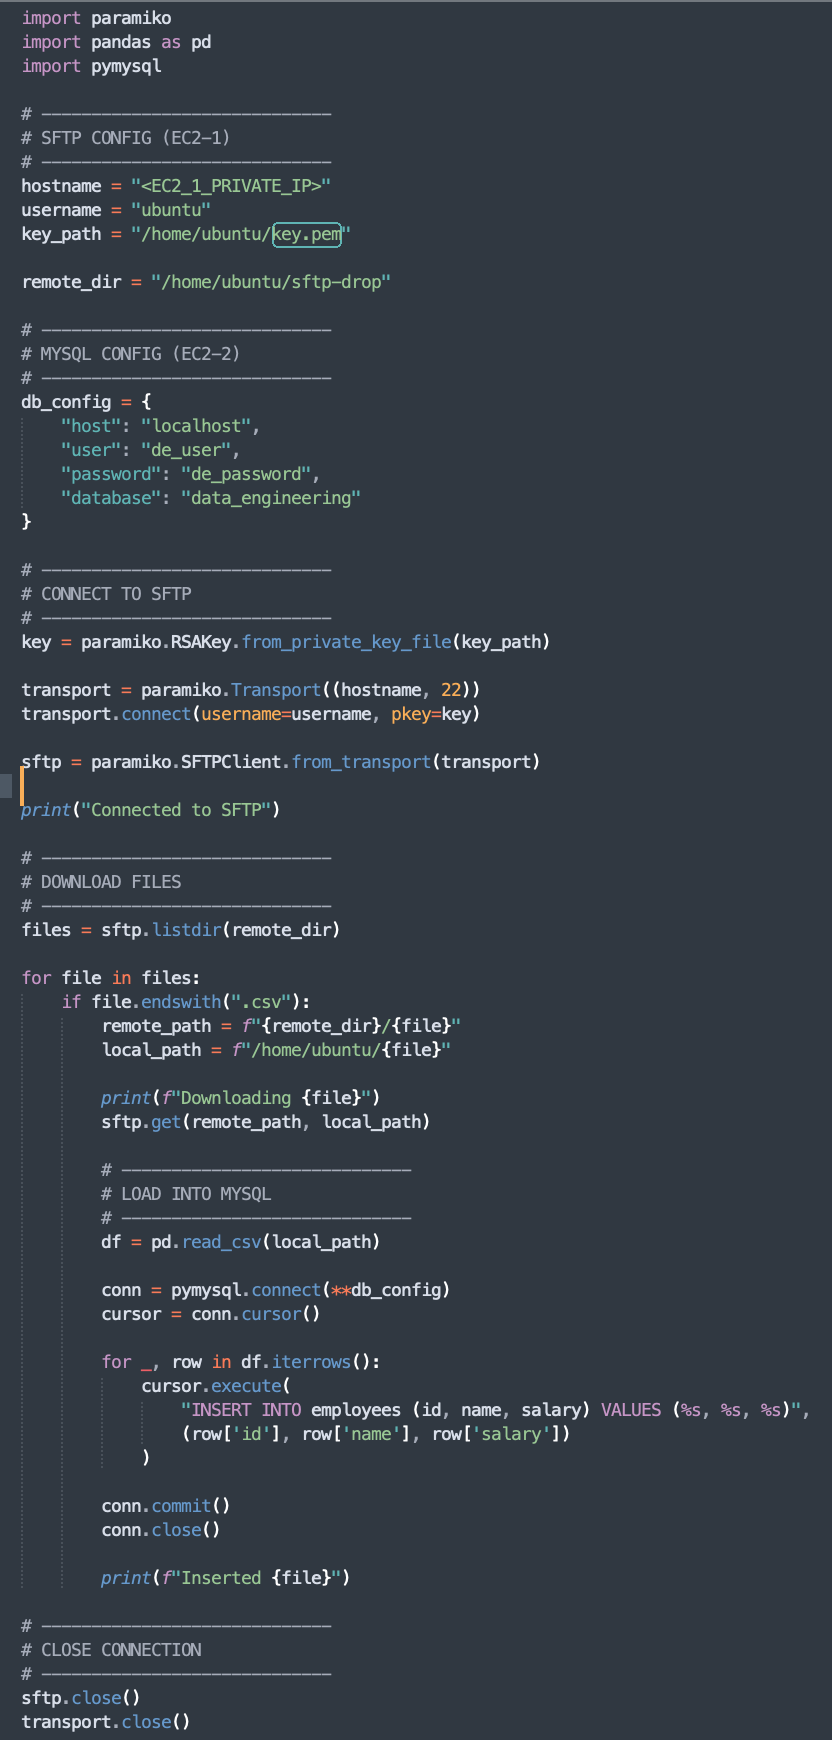 import paramiko
import pandas as pd
import pymysql
# -----------------------------
# SFTP CONFIG (EC2-1)
# -----------------------------
hostname = "<EC2_1_PRIVATE_IP>"
username = "ubuntu"
key_path = "/home/ubuntu/key.pem"
remote_dir = "/home/ubuntu/sftp-drop"
# -----------------------------
# MYSQL CONFIG (EC2-2)
# -----------------------------
db_config = {
    "host": "localhost",
    "user": "de_user",
    "password": "de_password",
    "database": "data_engineering"
}
# -----------------------------
# CONNECT TO SFTP
# -----------------------------
key = paramiko.RSAKey.from_private_key_file(key_path)
transport = paramiko.Transport((hostname, 22))
transport.connect(username=username, pkey=key)
sftp = paramiko.SFTPClient.from_transport(transport)
print("Connected to SFTP")
# -----------------------------
# DOWNLOAD FILES
# -----------------------------
files = sftp.listdir(remote_dir)
for file in files:
    if file.endswith(".csv"):
        remote_path = f"{remote_dir}/{file}"
        local_path = f"/home/ubuntu/{file}"
        print(f"Downloading {file}")
        sftp.get(remote_path, local_path)
        # -----------------------------
        # LOAD INTO MYSQL
        # -----------------------------
        df = pd.read_csv(local_path)
        conn = pymysql.connect(**db_config)
        cursor = conn.cursor()
        for _, row in df.iterrows():
            cursor.execute(
                "INSERT INTO employees (id, name, salary) VALUES (%s, %s, %s)",
                (row['id'], row['name'], row['salary'])
            )
        conn.commit()
        conn.close()
        print(f"Inserted {file}")
# -----------------------------
# CLOSE CONNECTION
# -----------------------------
sftp.close()
transport.close()